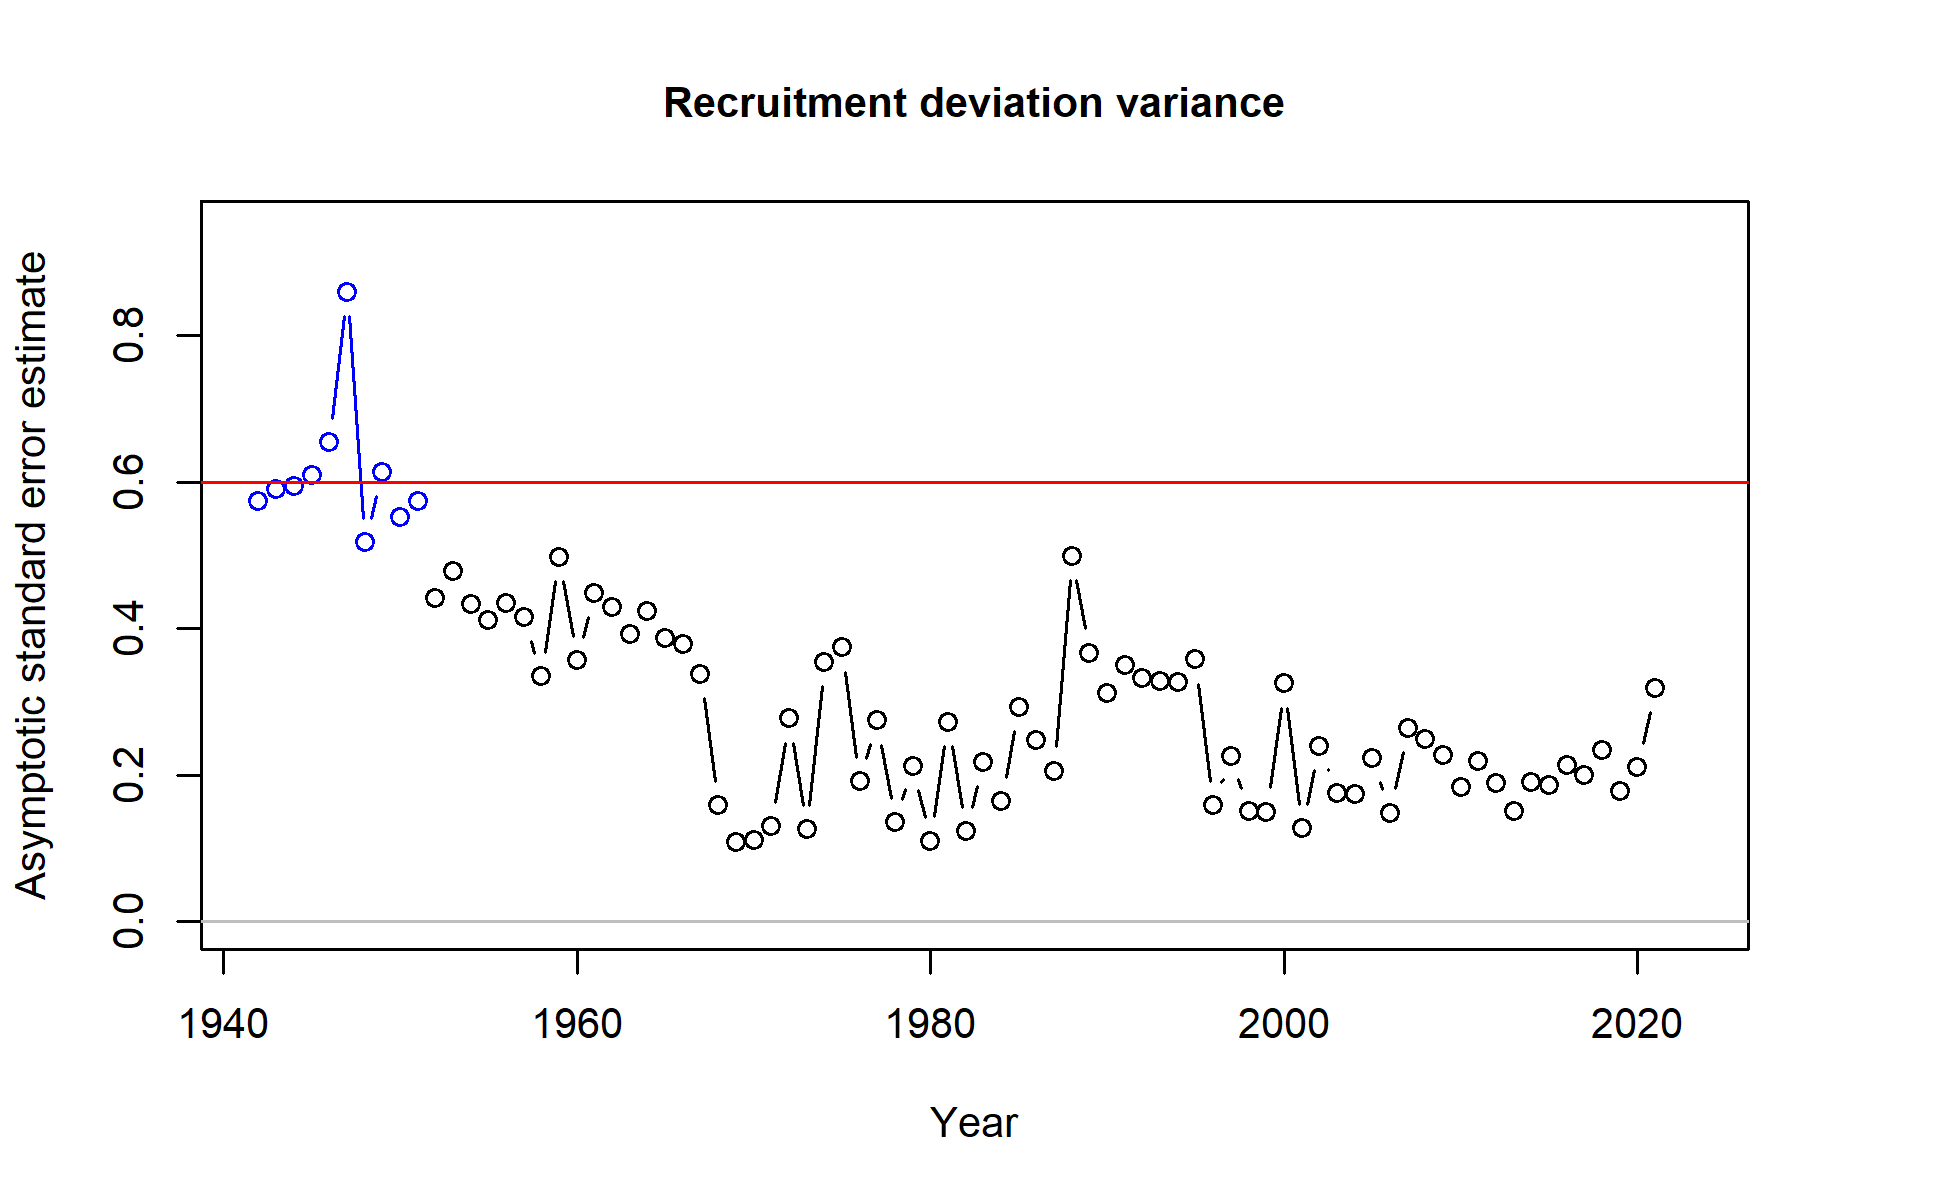 Recruitment deviation variance
Asymptotic standard error estimate
0.8
0.6
0.4
0.2
0.0
1940 1960 1980 2000 2020
Year